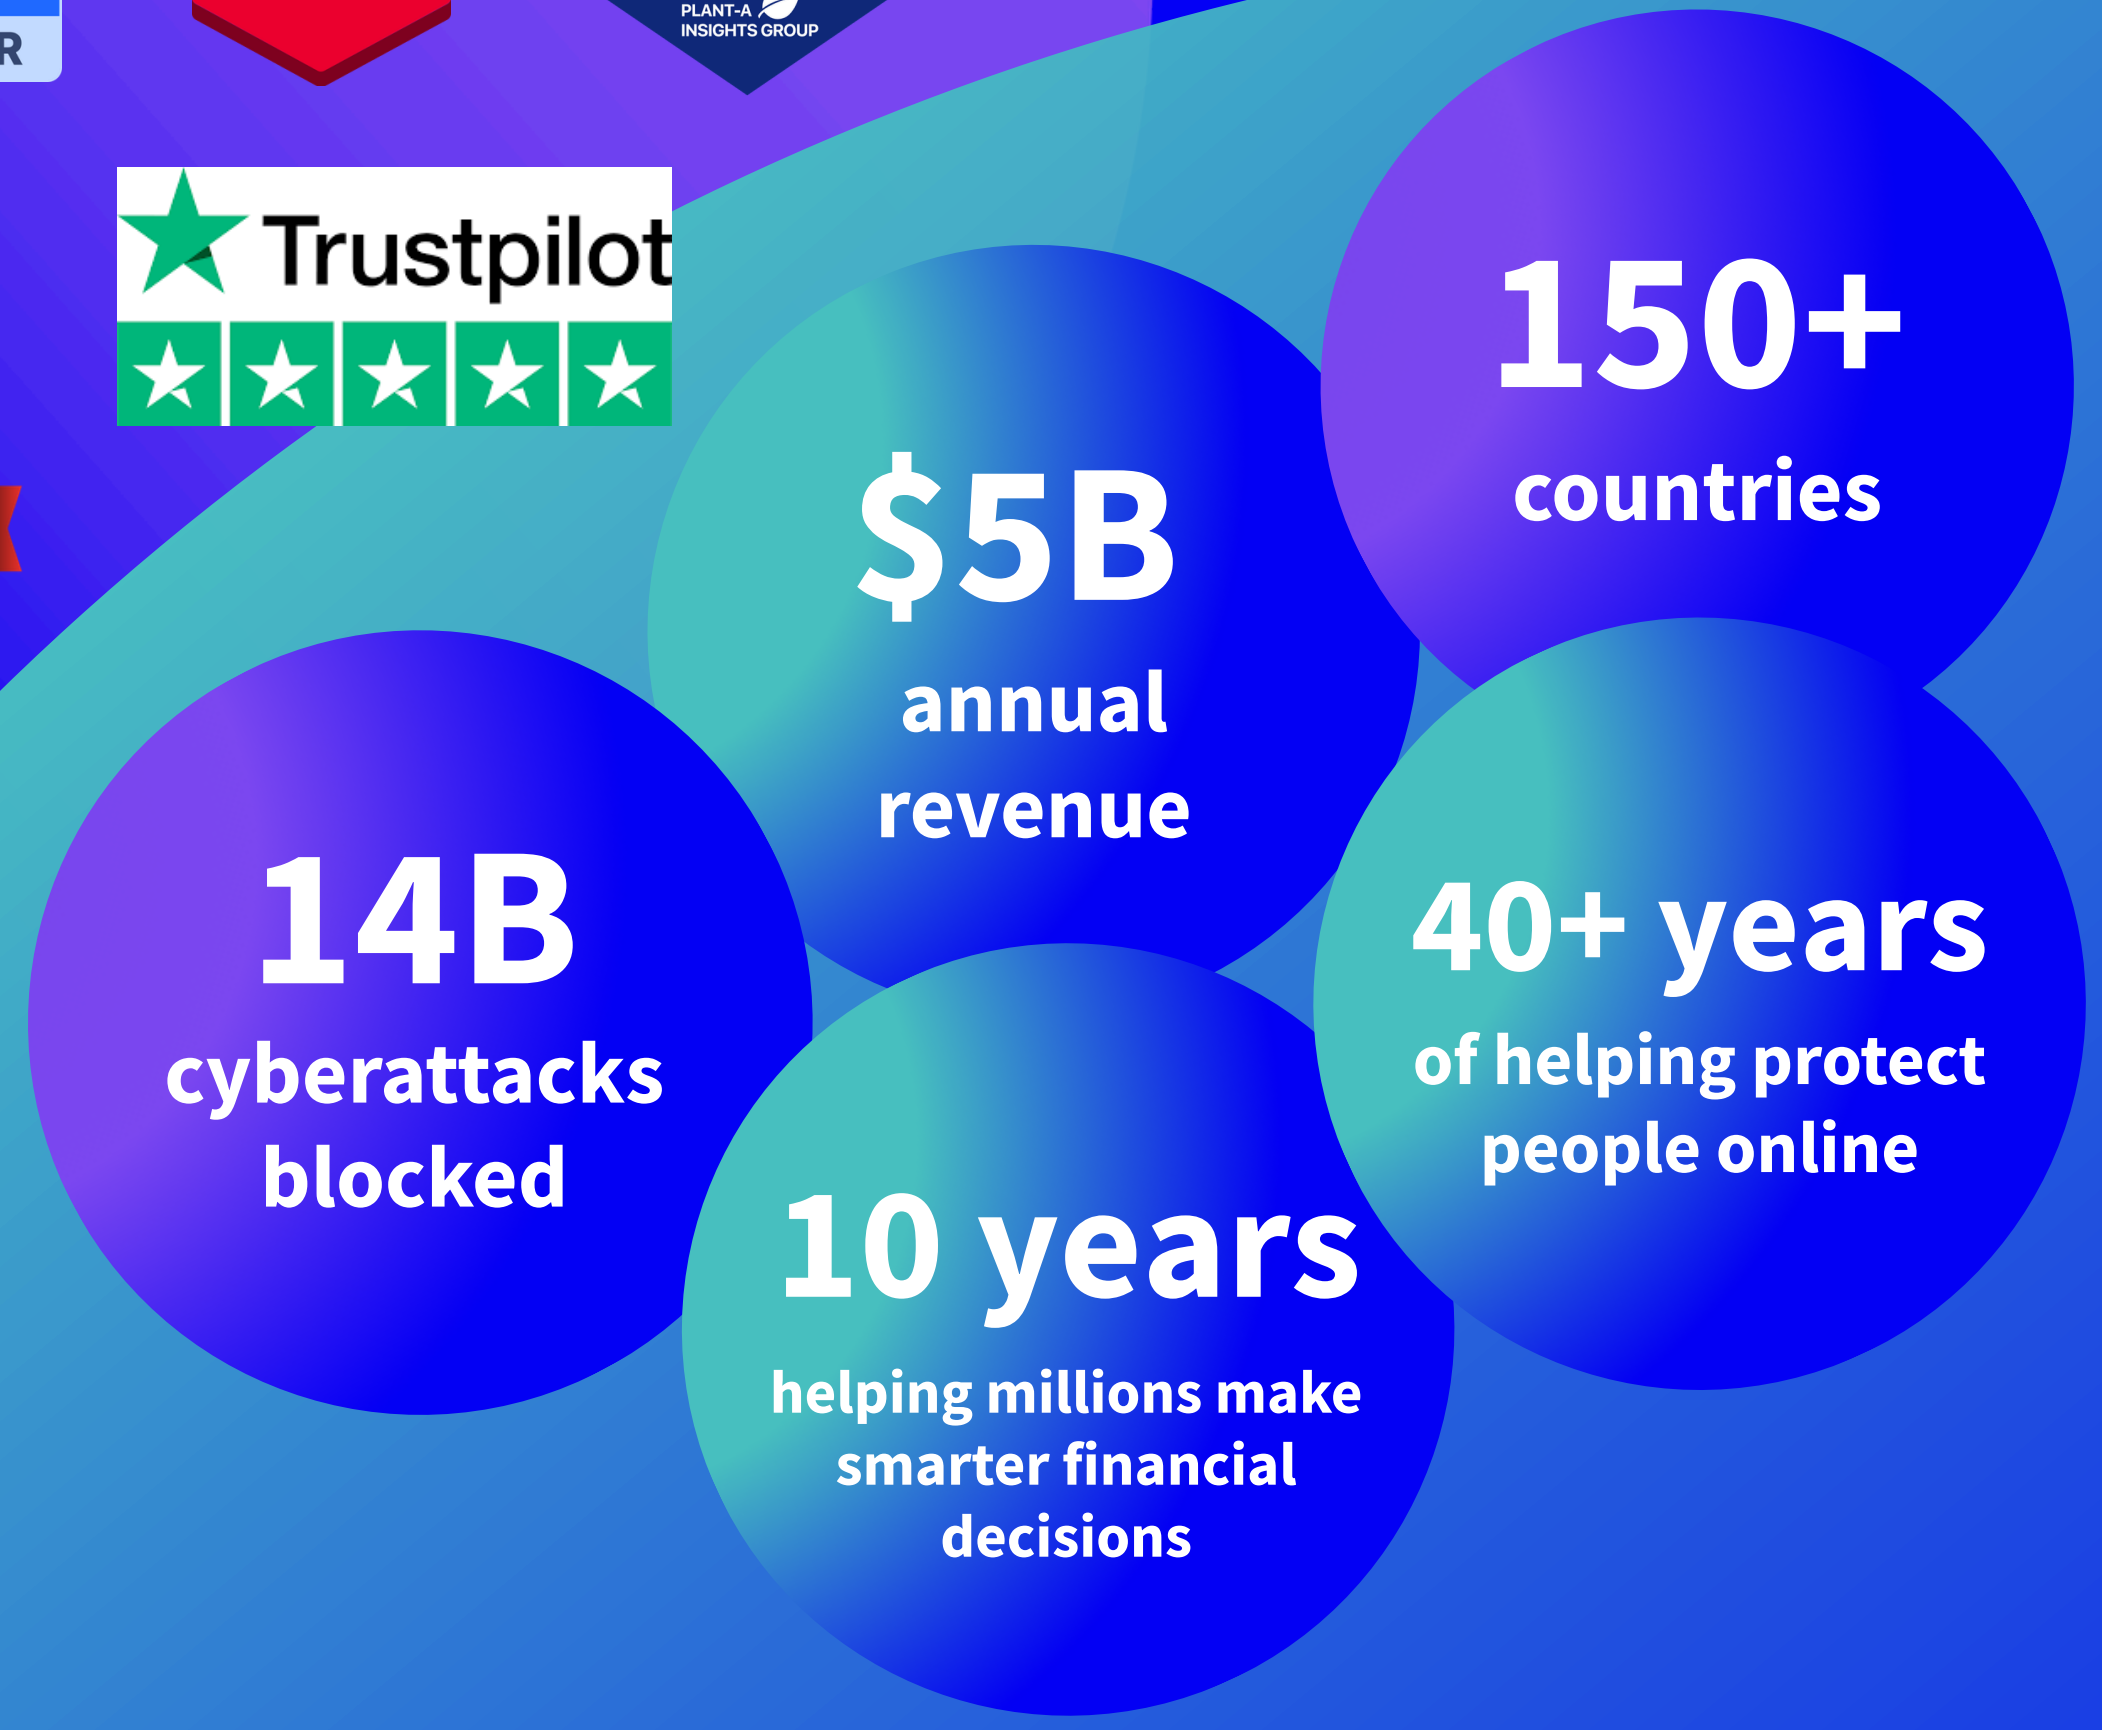 R
PLANT-A
INSIGHTS GROUP
Trustpilot
150+
countries
$5B
annual
revenue
14B
cyberattacks
blocked
40+ years
of helping protect
people online
10 years
helping millions make
smarter financial
decisions